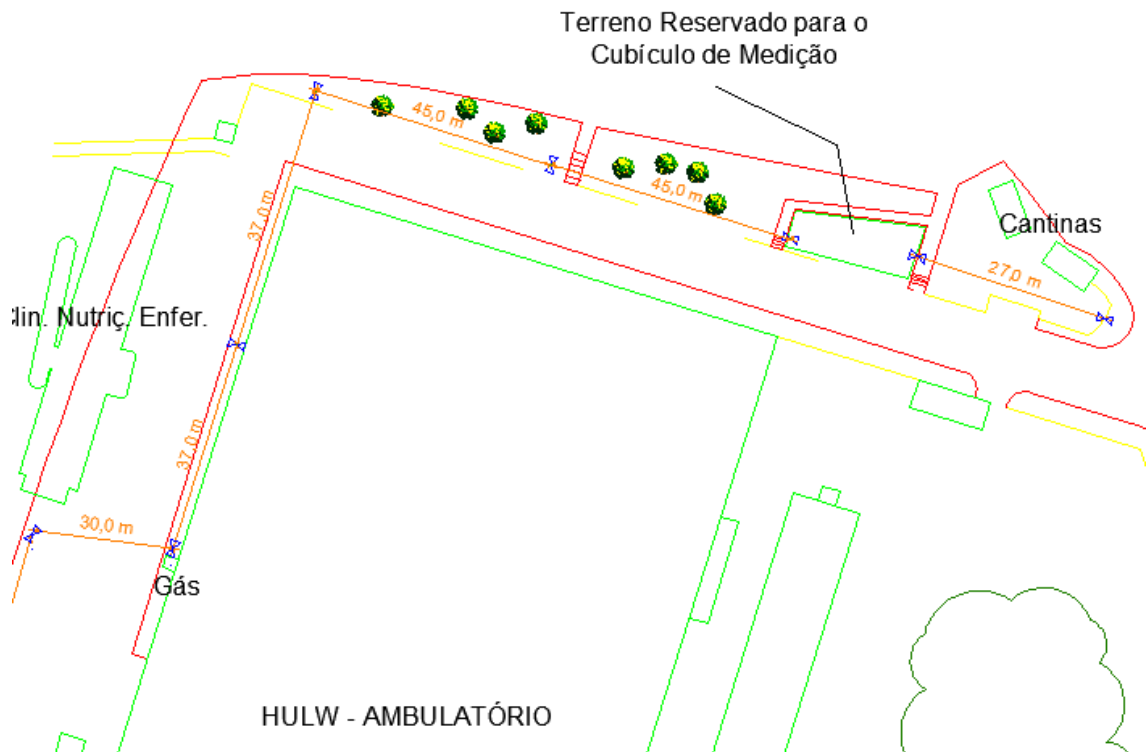 Terreno Reservado para o
Cubículo de Medição
45,0 m
45,0 m
Cantinas
27,0 m
37,0 m
lin. Nutriç. Enfer.
37,0 m
30,0 m
Gás
HULW - AMBULATÓRIO